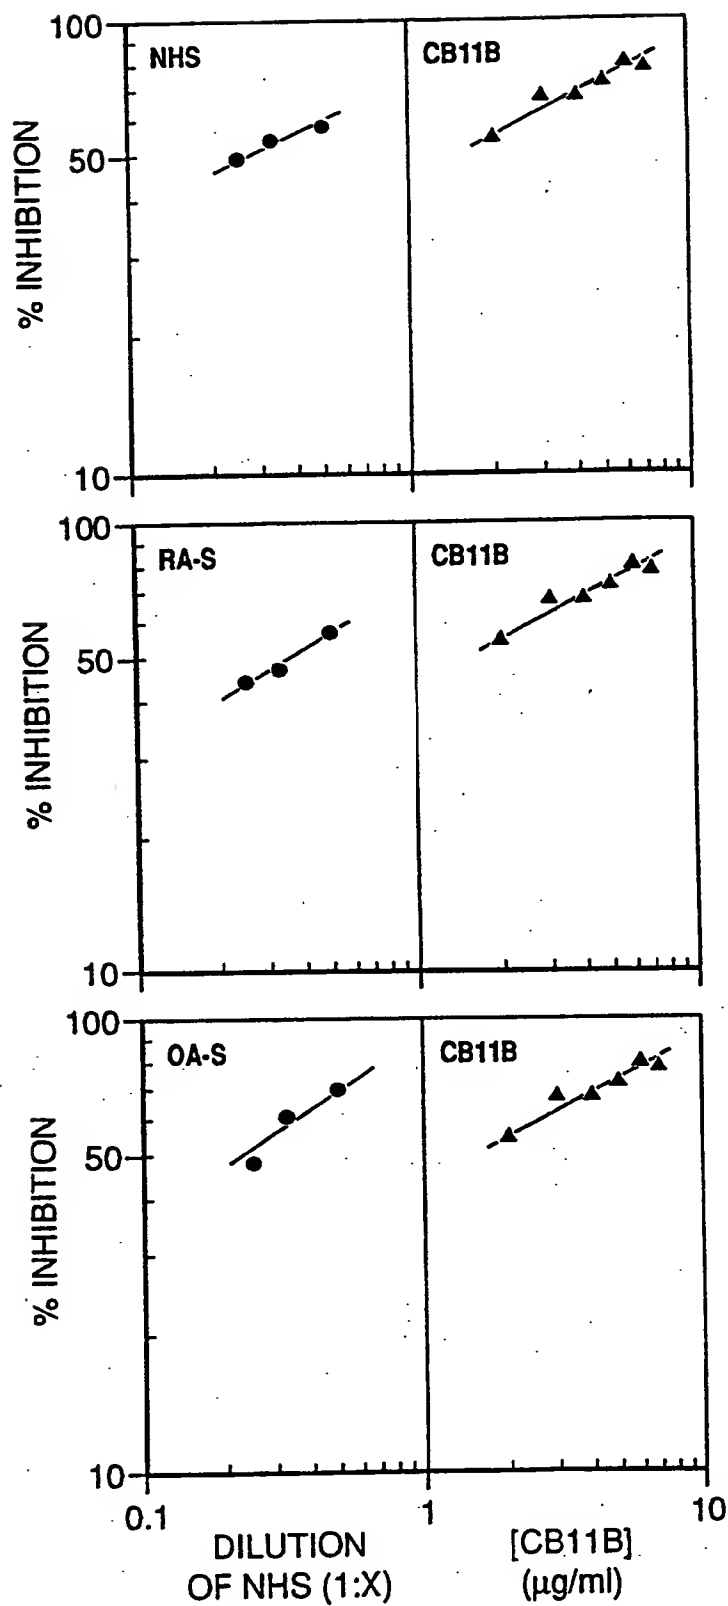 100
NHS
CB11B
50
% INHIBITION
10
100
RA-S
CB11B
50
% INHIBITION
10
100
OA-S
CB11B
50
% INHIBITION
10
0.1
1
10
DILUTION
OF NHS (1:X)
[CB11B]
(μg/ml)